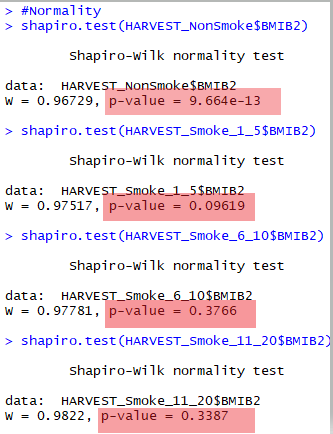 > #Normality
> shapiro.test(HARVEST_NonSmoke$BMIB2)
Shapiro-Wilk normality test
data:  HARVEST_NonSmoke$BMIB2
W = 0.96729, p-value = 9.664e-13
> shapiro.test(HARVEST_Smoke_1_5$BMIB2)
Shapiro-Wilk normality test
data:  HARVEST_Smoke_1_5$BMIB2
W = 0.97517, p-value = 0.09619
> shapiro.test(HARVEST_Smoke_6_10$BMIB2)
Shapiro-Wilk normality test
data:  HARVEST_Smoke_6_10$BMIB2
W = 0.97781, p-value = 0.3766
> shapiro.test(HARVEST_Smoke_11_20$BMIB2)
Shapiro-Wilk normality test
data:  HARVEST_Smoke_11_20$BMIB2
W = 0.9822, p-value = 0.3387